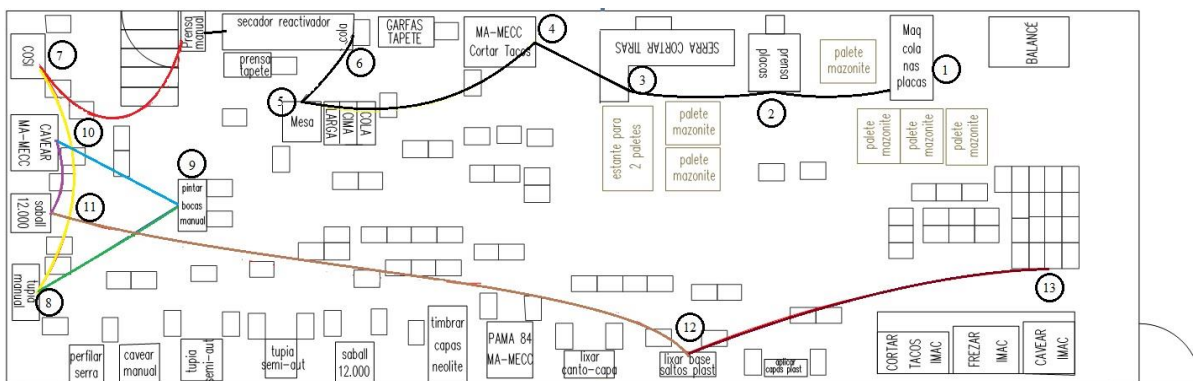 Prensa
manual
secador reactivador
cola
GARFAS
TAPETE
MA-MECC
Cortar Tacos
4
SERRA CORTAR TIRAS
prensa
placas
palete
mazonite
Maq
cola
nas
placas
1
BALANCÉ
COSI
7
prensa
tapete
6
3
2
5
Mesa
LARGA
CIMA
COLA
estante para
2 paletes
palete
mazonite
palete
mazonite
palete
mazonite
palete
mazonite
palete
mazonite
CAVEAR
MA-MECC
10
9
pintar
bocas
manual
saball
12.000
11
tupia
manual
8
12
13
perfilar
serra
cavear
manual
tupia
semi-aut
tupia
semi-aut
saball
12.000
timbrar
capas
neolite
PAMA 84
MA-MECC
lixar
canto-capa
lixar base
saltos plast
aplicar
capas plast
CORTAR
TACOS
IMAC
FREZAR
IMAC
CAVEAR
IMAC